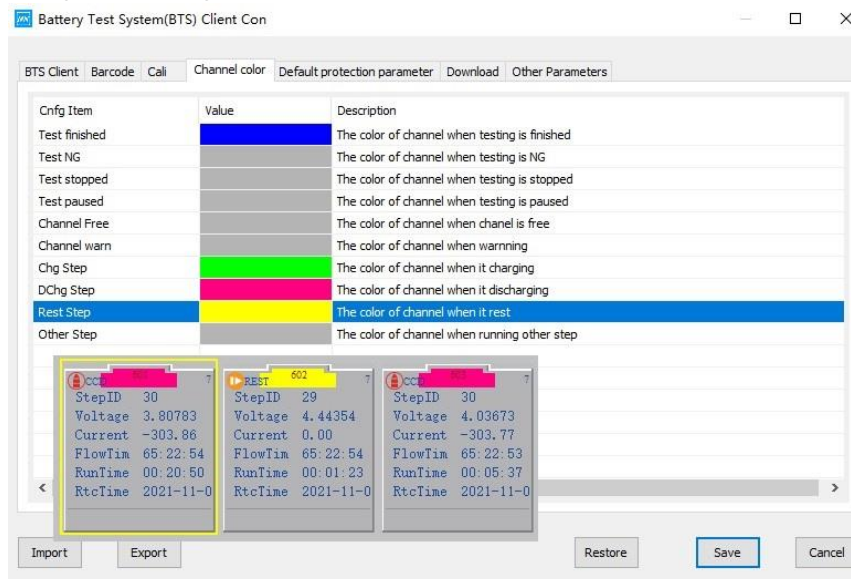 Battery Test System(BTS) Client Con
BTS Client Barcode Cali Channel color Default protection parameter Download Other Parameters
Cnfg Item Value Description
Test finished The color of channel when testing is finished
Test NG The color of channel when testing is NG
Test stopped The color of channel when testing is stopped
Test paused The color of channel when testing is paused
Channel Free The color of channel when chanel is free
Channel warn The color of channel when warnning
Chg Step The color of channel when it charging
DChg Step The color of channel when it discharging
Rest Step The color of channel when it rest
Other Step The color of channel when running other step
CCD 7
StepID 30
Voltage 3.80783
Current -303.86
FlowTim 65:22:54
RunTime 00:20:50
RtcTime 2021-11-0
REST 602 7
StepID 29
Voltage 4.44354
Current 0.00
FlowTim 65:22:54
RunTime 00:01:23
RtcTime 2021-11-0
CCD 7
StepID 30
Voltage 4.03673
Current -303.77
FlowTim 65:22:53
RunTime 00:05:37
RtcTime 2021-11-0
Import Export Restore Save Cancel